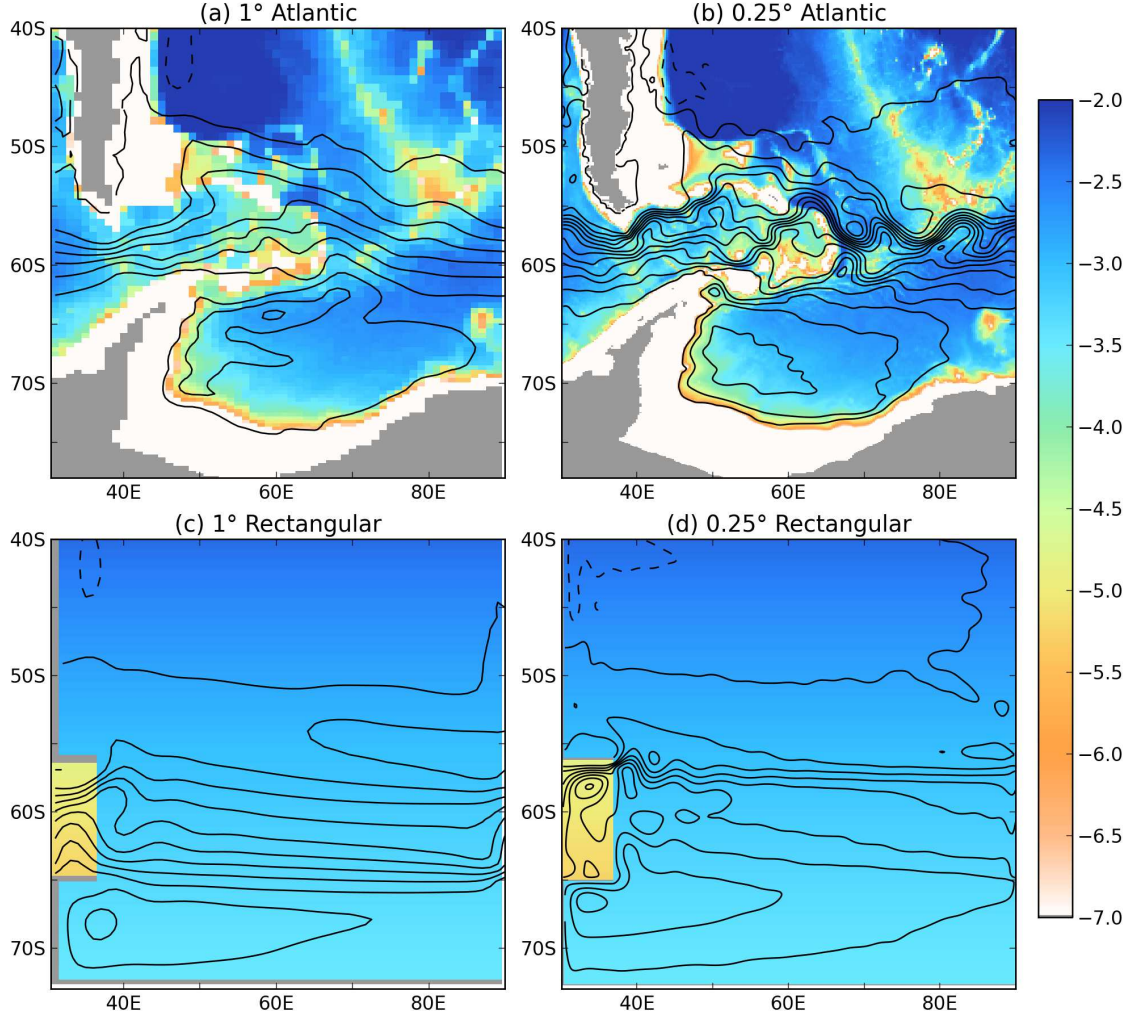 (a) 1° Atlantic
(b) 0.25° Atlantic
40S
50S
60S
70S
40E
60E
80E
40S
50S
60S
70S
40E
60E
80E
(c) 1° Rectangular
(d) 0.25° Rectangular
40S
50S
60S
70S
40E
60E
80E
40S
50S
60S
70S
40E
60E
80E
−2.0
−2.5
−3.0
−3.5
−4.0
−4.5
−5.0
−5.5
−6.0
−6.5
−7.0